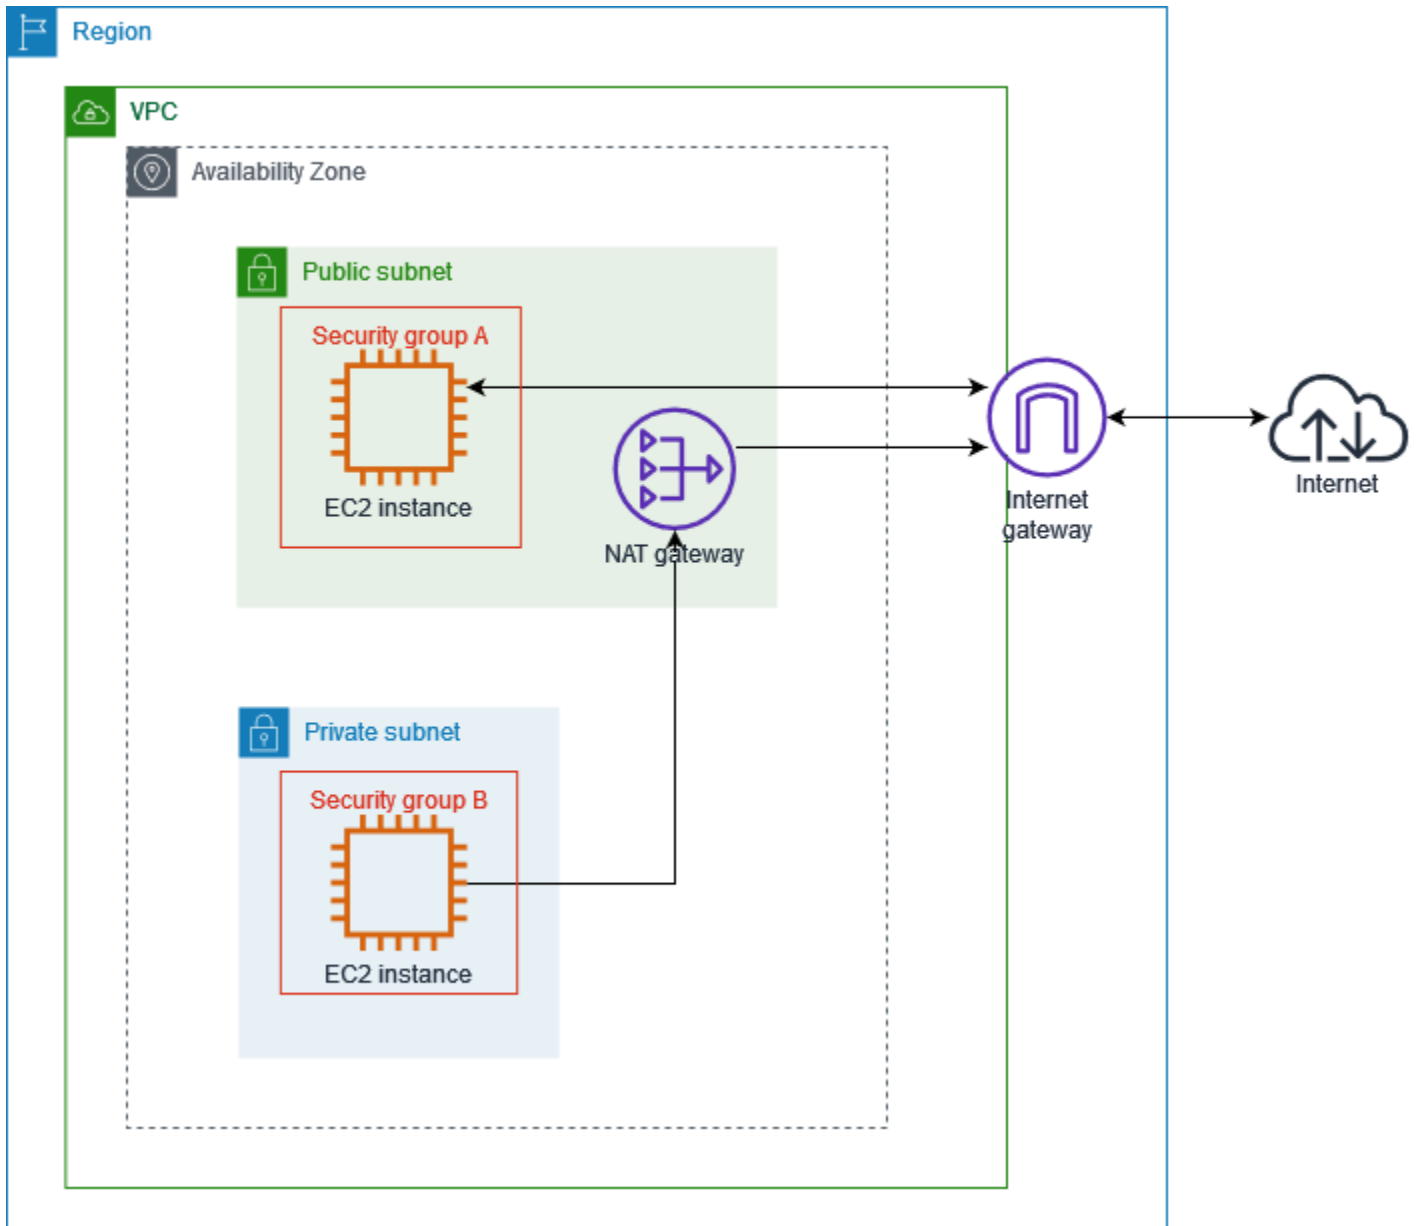 Region
VPC
Availability Zone
Public subnet
Security group A
EC2 instance
NAT gateway
Internet
gateway
Internet
Private subnet
Security group B
EC2 instance